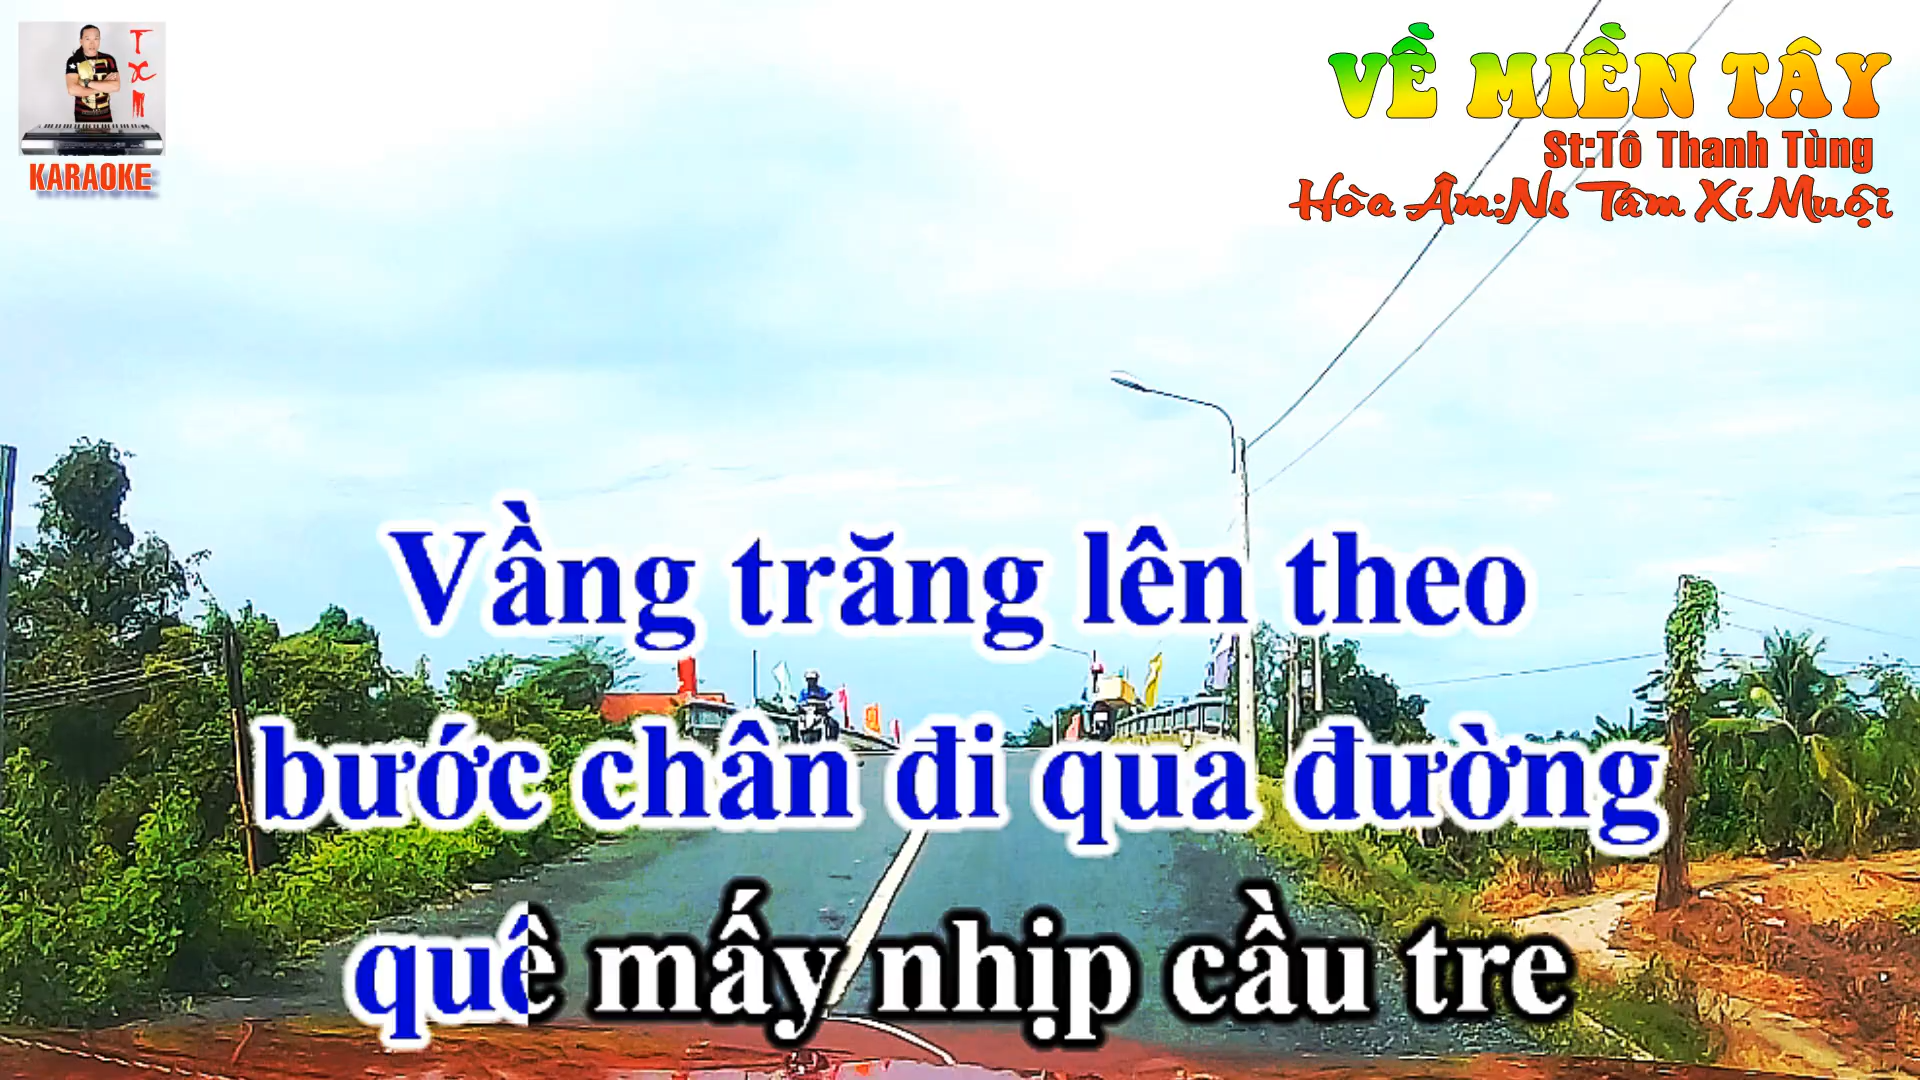 TXM
KARAOKE
VỀ MIỀN TÂY
St:Tô Thanh Tùng
Hòa Âm:Ns Tâm Xí Muội
Vầng trăng lên theo
bước chân đi qua đường
quê mấy nhịp cầu tre